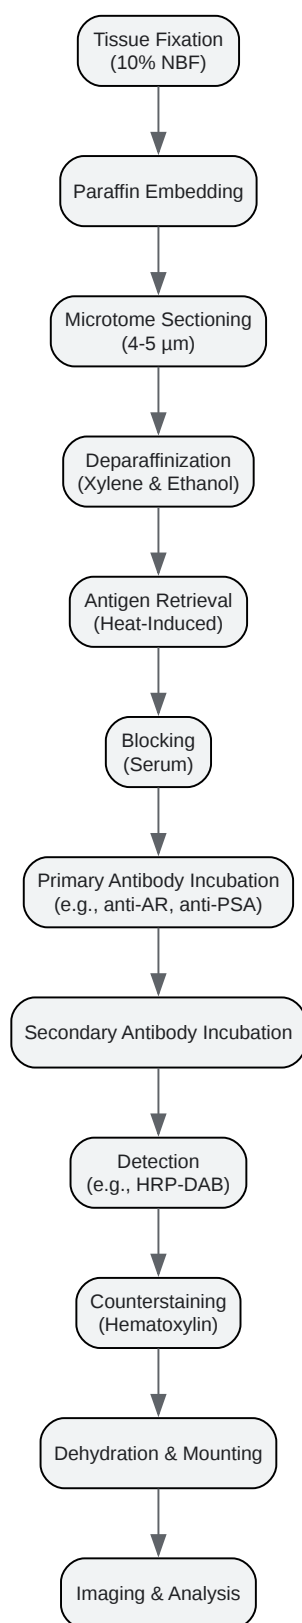 Tissue Fixation
(10% NBF)
Paraffin Embedding
Microtome Sectioning
(4-5 µm)
Deparaffinization
(Xylene & Ethanol)
Antigen Retrieval
(Heat-Induced)
Blocking
(Serum)
Primary Antibody Incubation
(e.g., anti-AR, anti-PSA)
Secondary Antibody Incubation
Detection
(e.g., HRP-DAB)
Counterstaining
(Hematoxylin)
Dehydration & Mounting
Imaging & Analysis